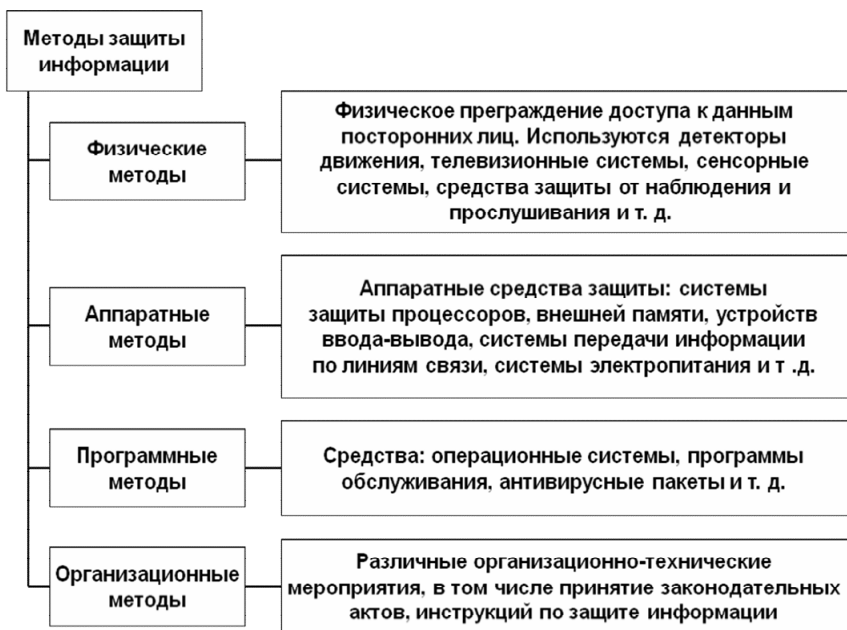 Методы защиты
информации
Физические
методы
Физическое преграждение доступа к данным
посторонних лиц. Используются детекторы
движения, телевизионные системы, сенсорные
системы, средства защиты от наблюдения и
прослушивания и т. д.
Аппаратные
методы
Аппаратные средства защиты: системы
защиты процессоров, внешней памяти, устройств
ввода-вывода, системы передачи информации
по линиям связи, системы электропитания и т .д.
Программные
методы
Средства: операционные системы, программы
обслуживания, антивирусные пакеты и т. д.
Организационные
методы
Различные организационно-технические
мероприятия, в том числе принятие законодательных
актов, инструкций по защите информации